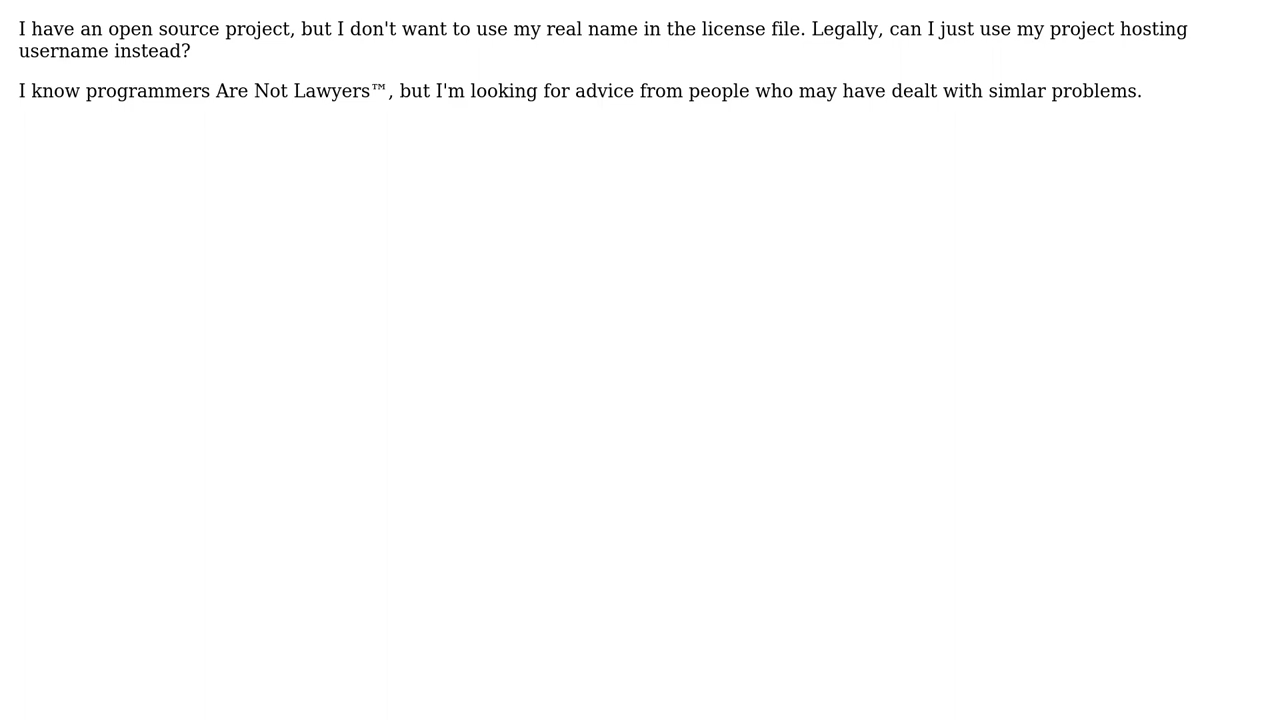 I have an open source project, but I don't want to use my real name in the license file. Legally, can I just use my project hosting
username instead?
I know programmers Are Not Lawyers™, but I'm looking for advice from people who may have dealt with simlar problems.